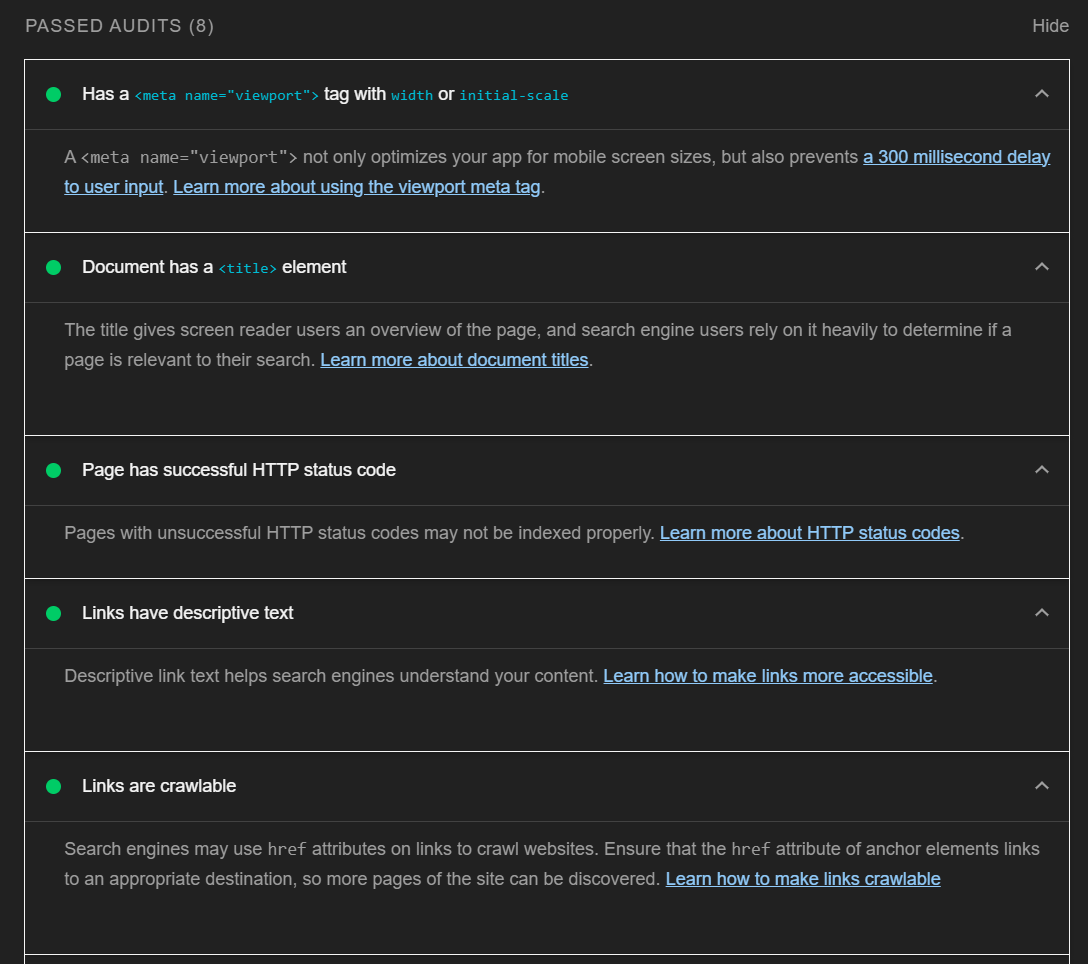 PASSED AUDITS (8)
Hide
Has a <meta name="viewport"> tag with width or initial-scale
A <meta name="viewport"> not only optimizes your app for mobile screen sizes, but also prevents a 300 millisecond delay
to user input. Learn more about using the viewport meta tag.
Document has a <title> element
The title gives screen reader users an overview of the page, and search engine users rely on it heavily to determine if a
page is relevant to their search. Learn more about document titles.
Page has successful HTTP status code
Pages with unsuccessful HTTP status codes may not be indexed properly. Learn more about HTTP status codes.
Links have descriptive text
Descriptive link text helps search engines understand your content. Learn how to make links more accessible.
Links are crawlable
Search engines may use href attributes on links to crawl websites. Ensure that the href attribute of anchor elements links
to an appropriate destination, so more pages of the site can be discovered. Learn how to make links crawlable